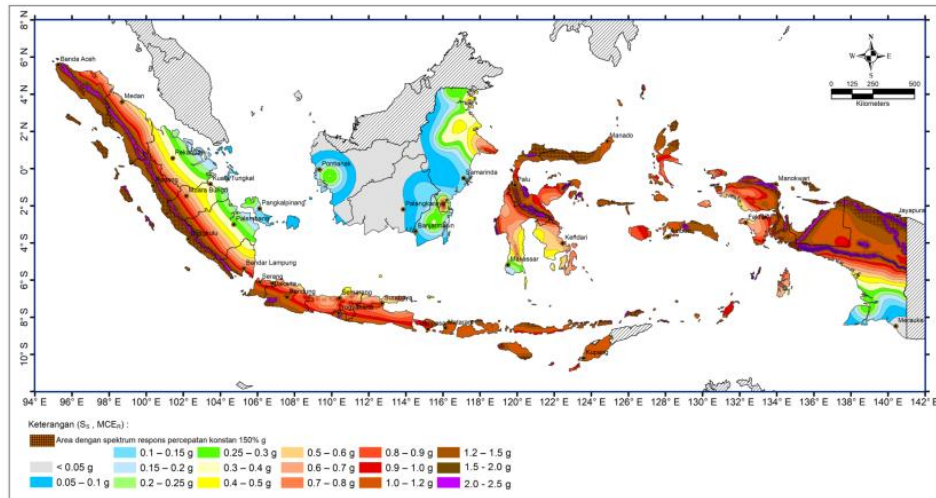 8° N
6° N
4° N
2° N
0°
2° S
4° S
6° S
8° S
10° S
N
W E
S
0 125 250 500
Kilometers
Banda Aceh
Medan
Pekanbaru
Kuala Tungkal
Padang
Muara Bungo
Pangkalpinang
Palembang
Bengkulu
Bandar Lampung
Serang
Jakarta
Bandung
Semarang
Surabaya
Mataram
Kupang
Pontianak
Samarinda
Palangkaraya
Banjarmasin
Manado
Palu
Kendari
Makassar
Manokwari
Jayapura
Merauke
94° E 96° E 98° E 100° E 102° E 104° E 106° E 108° E 110° E 112° E 114° E 116° E 118° E 120° E 122° E 124° E 126° E 128° E 130° E 132° E 134° E 136° E 138° E 140° E 142° E
Keterangan (Ss , MCER) :
Area dengan spektrum respons percepatan konstan 150% g
< 0.05 g
0.05 – 0.1 g
0.1 – 0.15 g
0.15 – 0.2 g
0.2 – 0.25 g
0.25 – 0.3 g
0.3 – 0.4 g
0.4 – 0.5 g
0.5 – 0.6 g
0.6 – 0.7 g
0.7 – 0.8 g
0.8 – 0.9 g
0.9 – 1.0 g
1.0 – 1.2 g
1.2 – 1.5 g
1.5 - 2.0 g
2.0 - 2.5 g